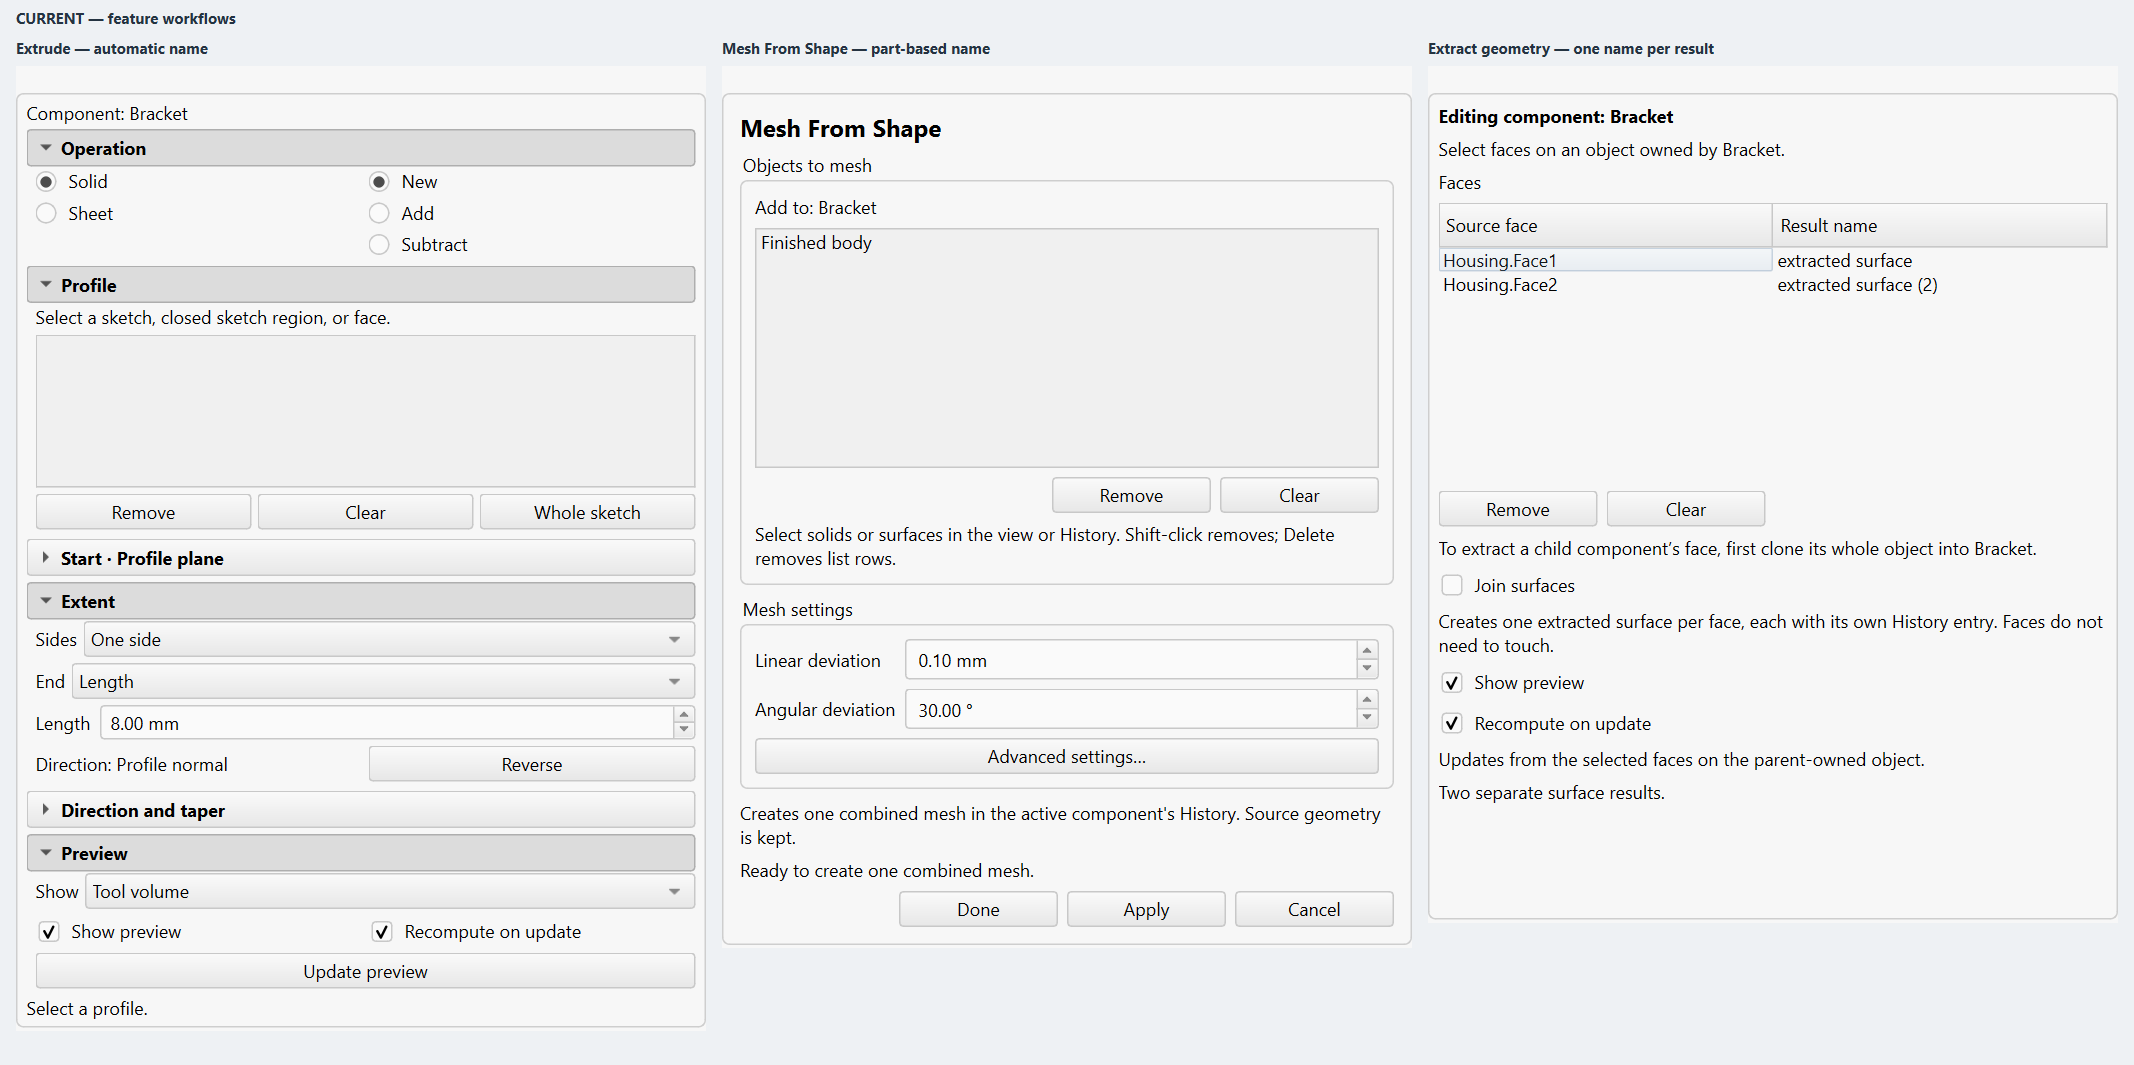 CURRENT — feature workflows
Extrude — automatic name
Component: Bracket
Operation
Solid
New
Sheet
Add
Subtract
Profile
Select a sketch, closed sketch region, or face.
Remove
Clear
Whole sketch
Start · Profile plane
Extent
Sides One side
End Length
Length 8.00 mm
Direction: Profile normal
Reverse
Direction and taper
Preview
Show Tool volume
Show preview
Recompute on update
Update preview
Select a profile.
Mesh From Shape — part-based name
Mesh From Shape
Objects to mesh
Add to: Bracket
Finished body
Remove
Clear
Select solids or surfaces in the view or History. Shift-click removes; Delete
removes list rows.
Mesh settings
Linear deviation 0.10 mm
Angular deviation 30.00 °
Advanced settings...
Creates one combined mesh in the active component's History. Source geometry
is kept.
Ready to create one combined mesh.
Done
Apply
Cancel
Extract geometry — one name per result
Editing component: Bracket
Select faces on an object owned by Bracket.
Faces
Source face
Result name
Housing.Face1
extracted surface
Housing.Face2
extracted surface (2)
Remove
Clear
To extract a child component’s face, first clone its whole object into Bracket.
Join surfaces
Creates one extracted surface per face, each with its own History entry. Faces do not
need to touch.
Show preview
Recompute on update
Updates from the selected faces on the parent-owned object.
Two separate surface results.